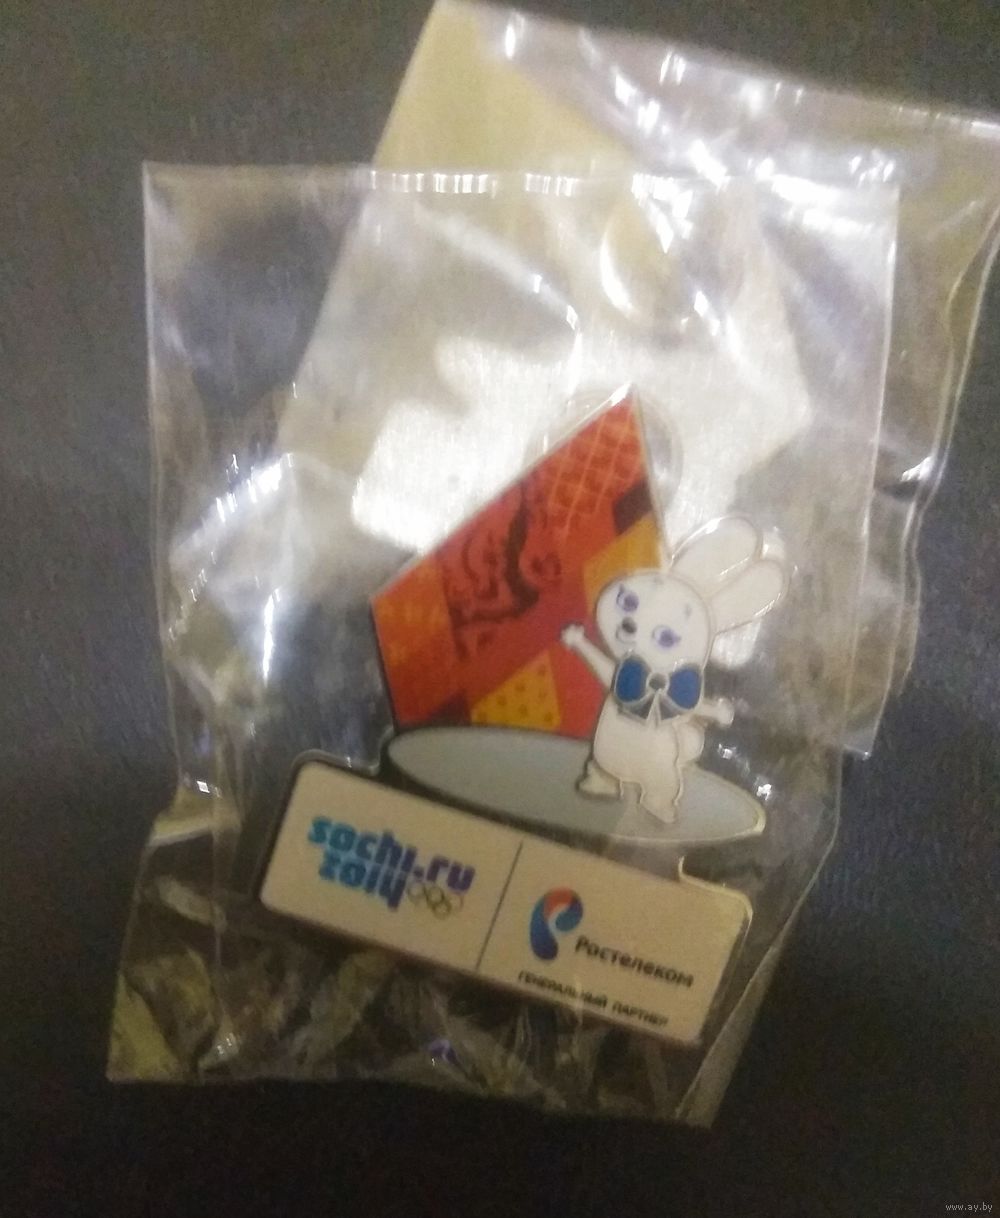 sochi.ru
2014
Ростелеком
ГЕНЕРАЛЬНЫЙ ПАРТНЕР
www.ay.by